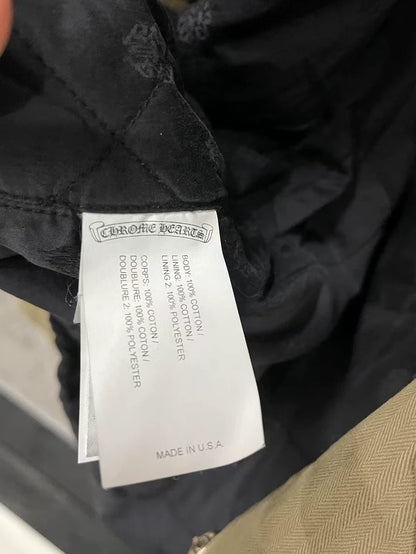 CHROME HEARTS
BODY: 100% COTTON /
LINING: 100% COTTON /
LINING 2: 100% POLYESTER
CORPS: 100% COTON /
DOUBLURE: 100% COTON /
DOUBLURE 2: 100% POLYESTER
MADE IN U.S.A.